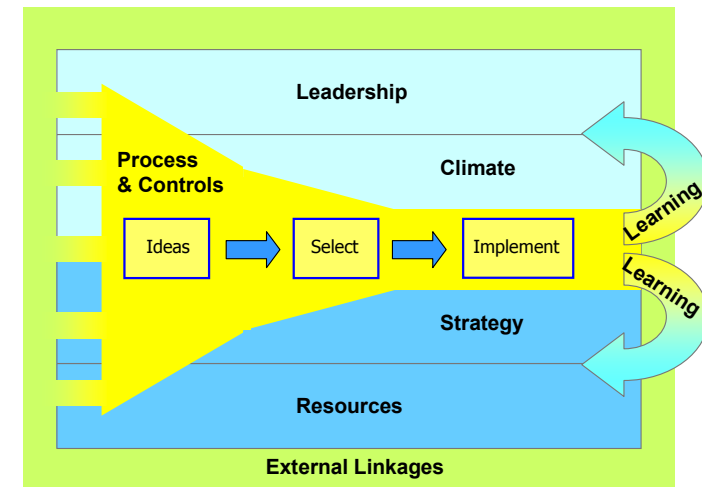 Leadership
Process
& Controls
Climate
Ideas
Select
Implement
Learning
Learning
Strategy
Resources
External Linkages